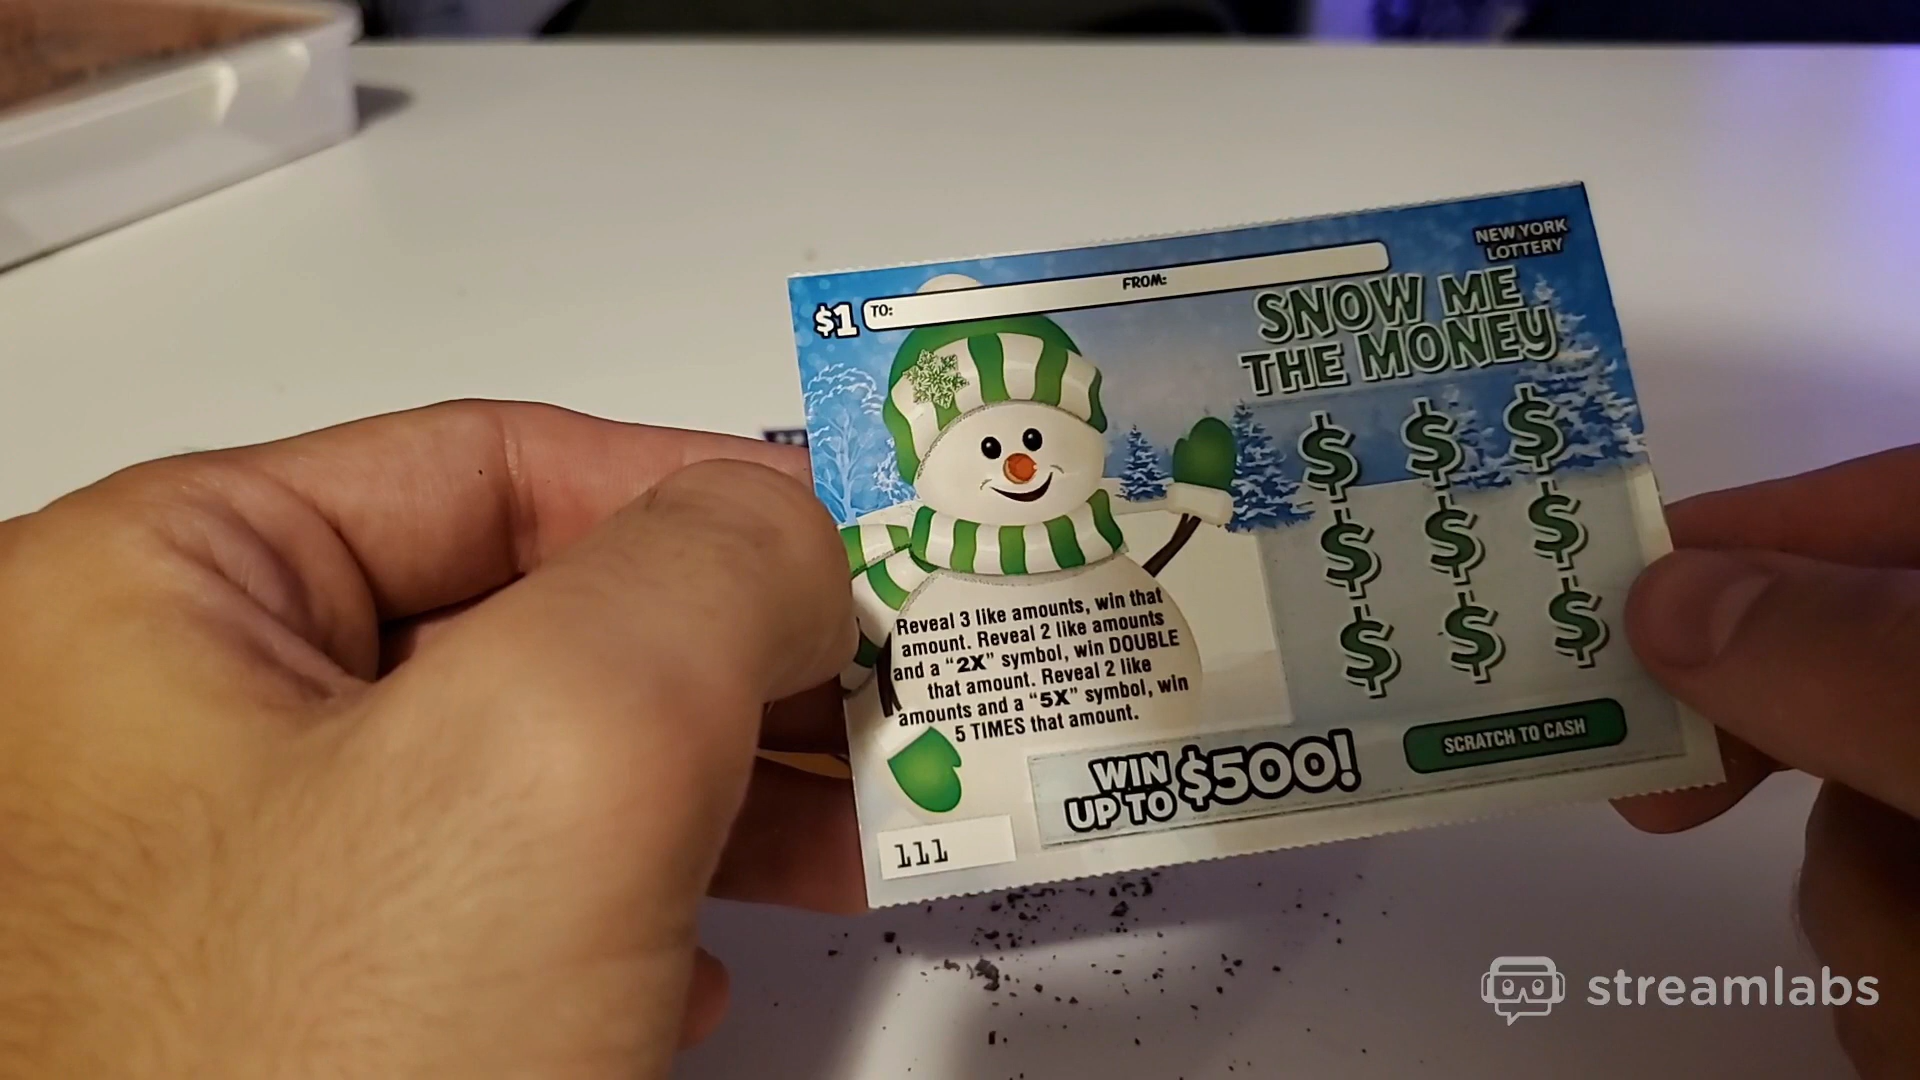 NEW YORK
LOTTERY
$1
TO:
FROM:
SNOW ME
THE MONEY
$ $ $
$ $ $
$ $ $
Reveal 3 like amounts, win that
amount. Reveal 2 like amounts
and a "2X" symbol, win DOUBLE
that amount. Reveal 2 like
amounts and a "5X" symbol, win
5 TIMES that amount.
WIN
UP TO $500!
SCRATCH TO CASH
111
streamlabs